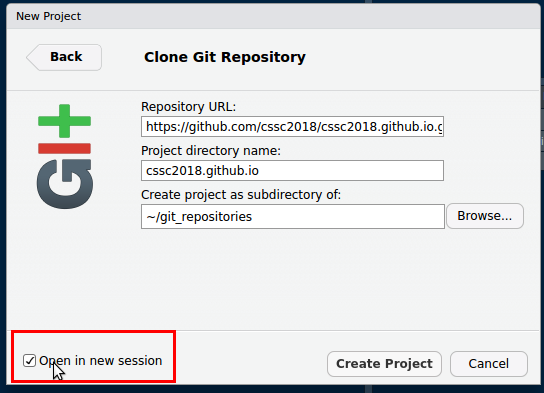 New Project
Back
Clone Git Repository
git
Repository URL:
https://github.com/cssc2018/cssc2018.github.io.g
Project directory name:
cssc2018.github.io
Create project as subdirectory of:
~/git_repositories
Browse...
Open in new session
Create Project
Cancel